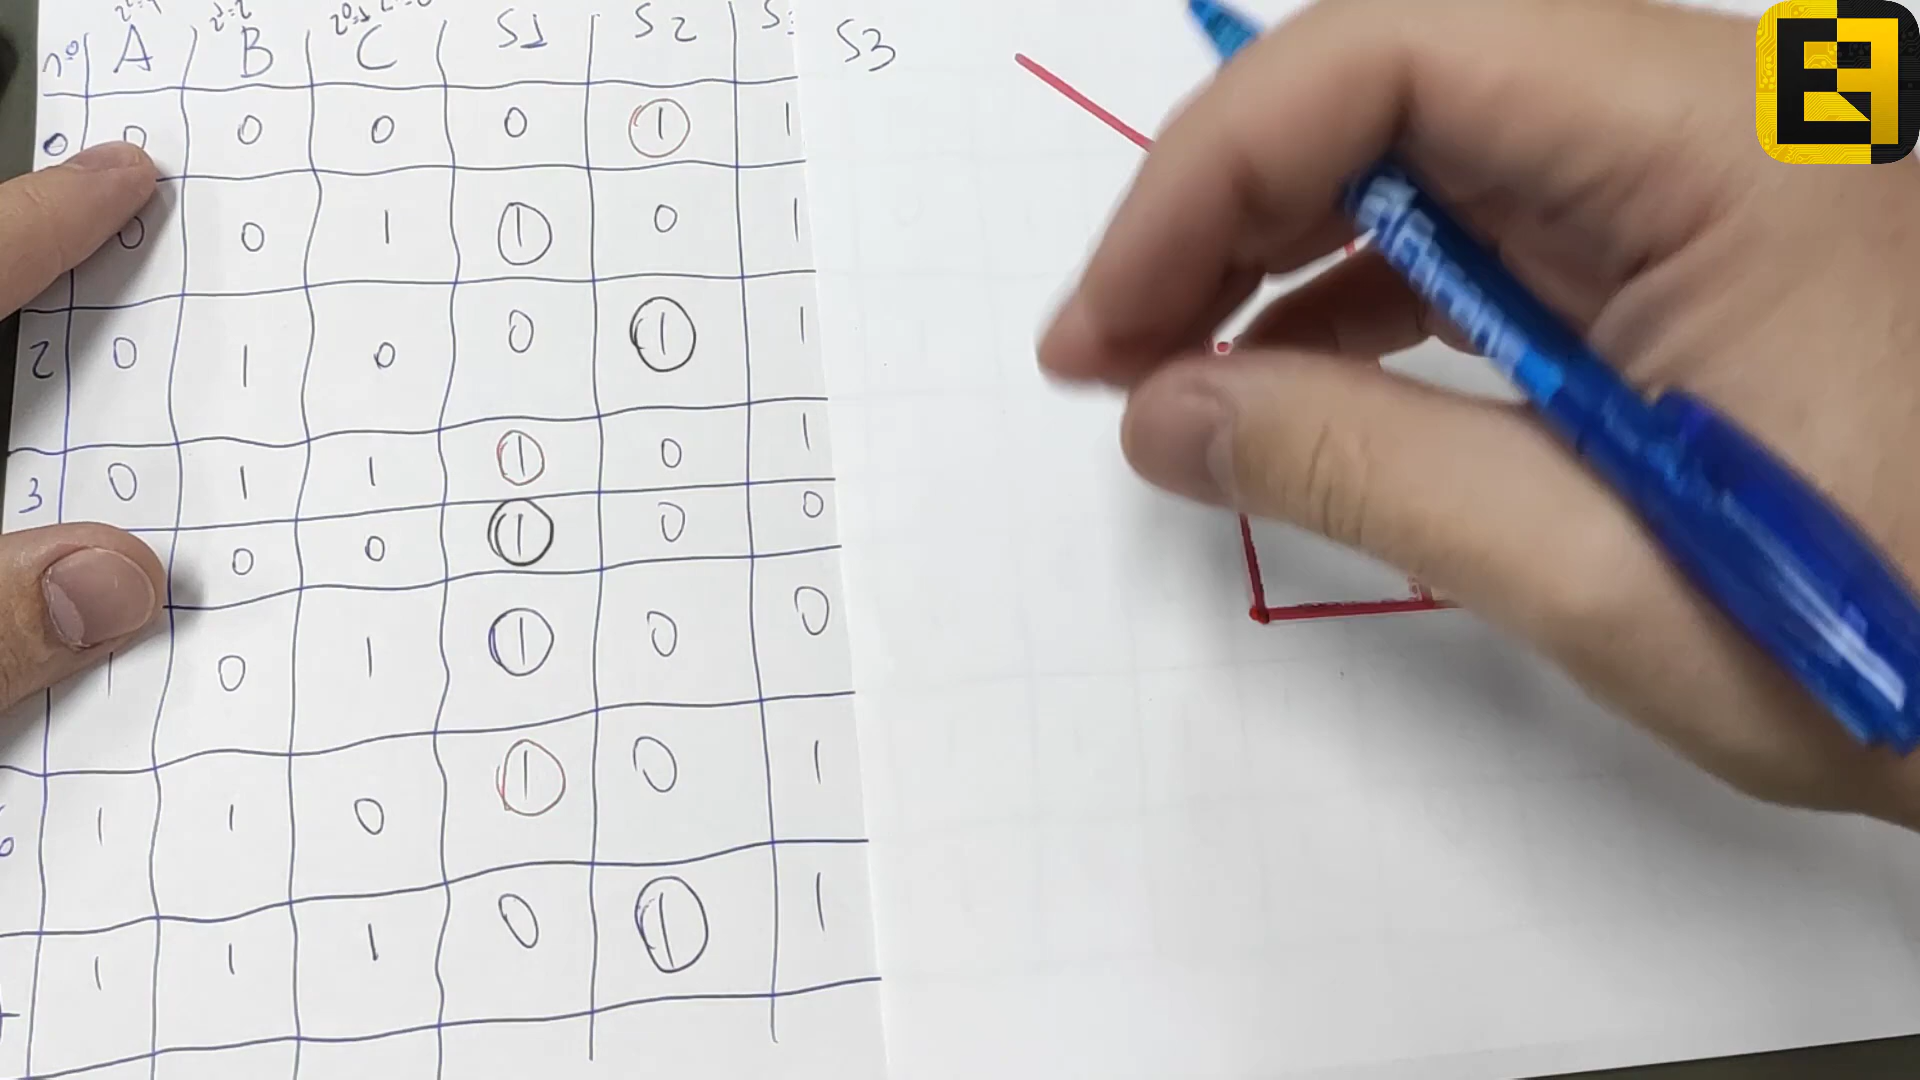 nº A B C S1 S2 S3
0 0 0 0 0 1 1
0 0 1 1 0 1
2 0 1 0 0 1 1
3 0 1 1 1 0 1
0 0 1 0 0
1 0 1 1 0 0
6 1 1 0 1 0 1
1 1 1 0 1 1